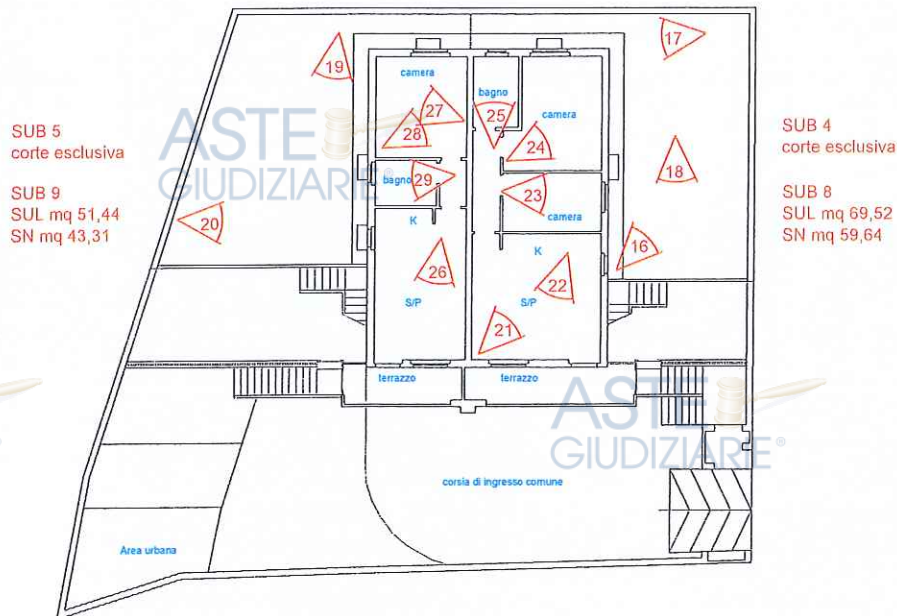 SUB 5
corte esclusiva
SUB 9
SUL mq 51,44
SN mq 43,31
SUB 4
corte esclusiva
SUB 8
SUL mq 69,52
SN mq 59,64
17
19
camera
bagno
camera
27
25
28
24
18
bagno
29
23
camera
20
K
K
26
22
16
S/P
S/P
21
terrazzo
terrazzo
corsia di ingresso comune
Area urbana
ASTE
GIUDIZIARIE®
ASTE
GIUDIZIARIE®